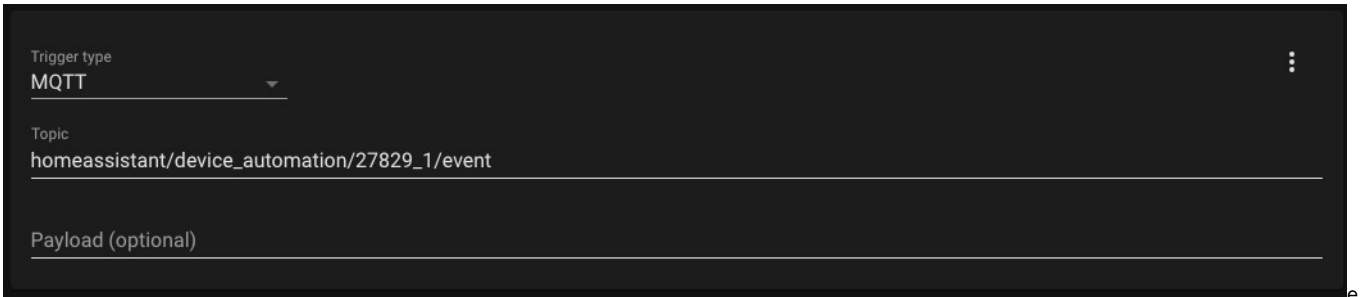 Trigger type
MQTT
Topic
homeassistant/device_automation/27829_1/event
Payload (optional)
e